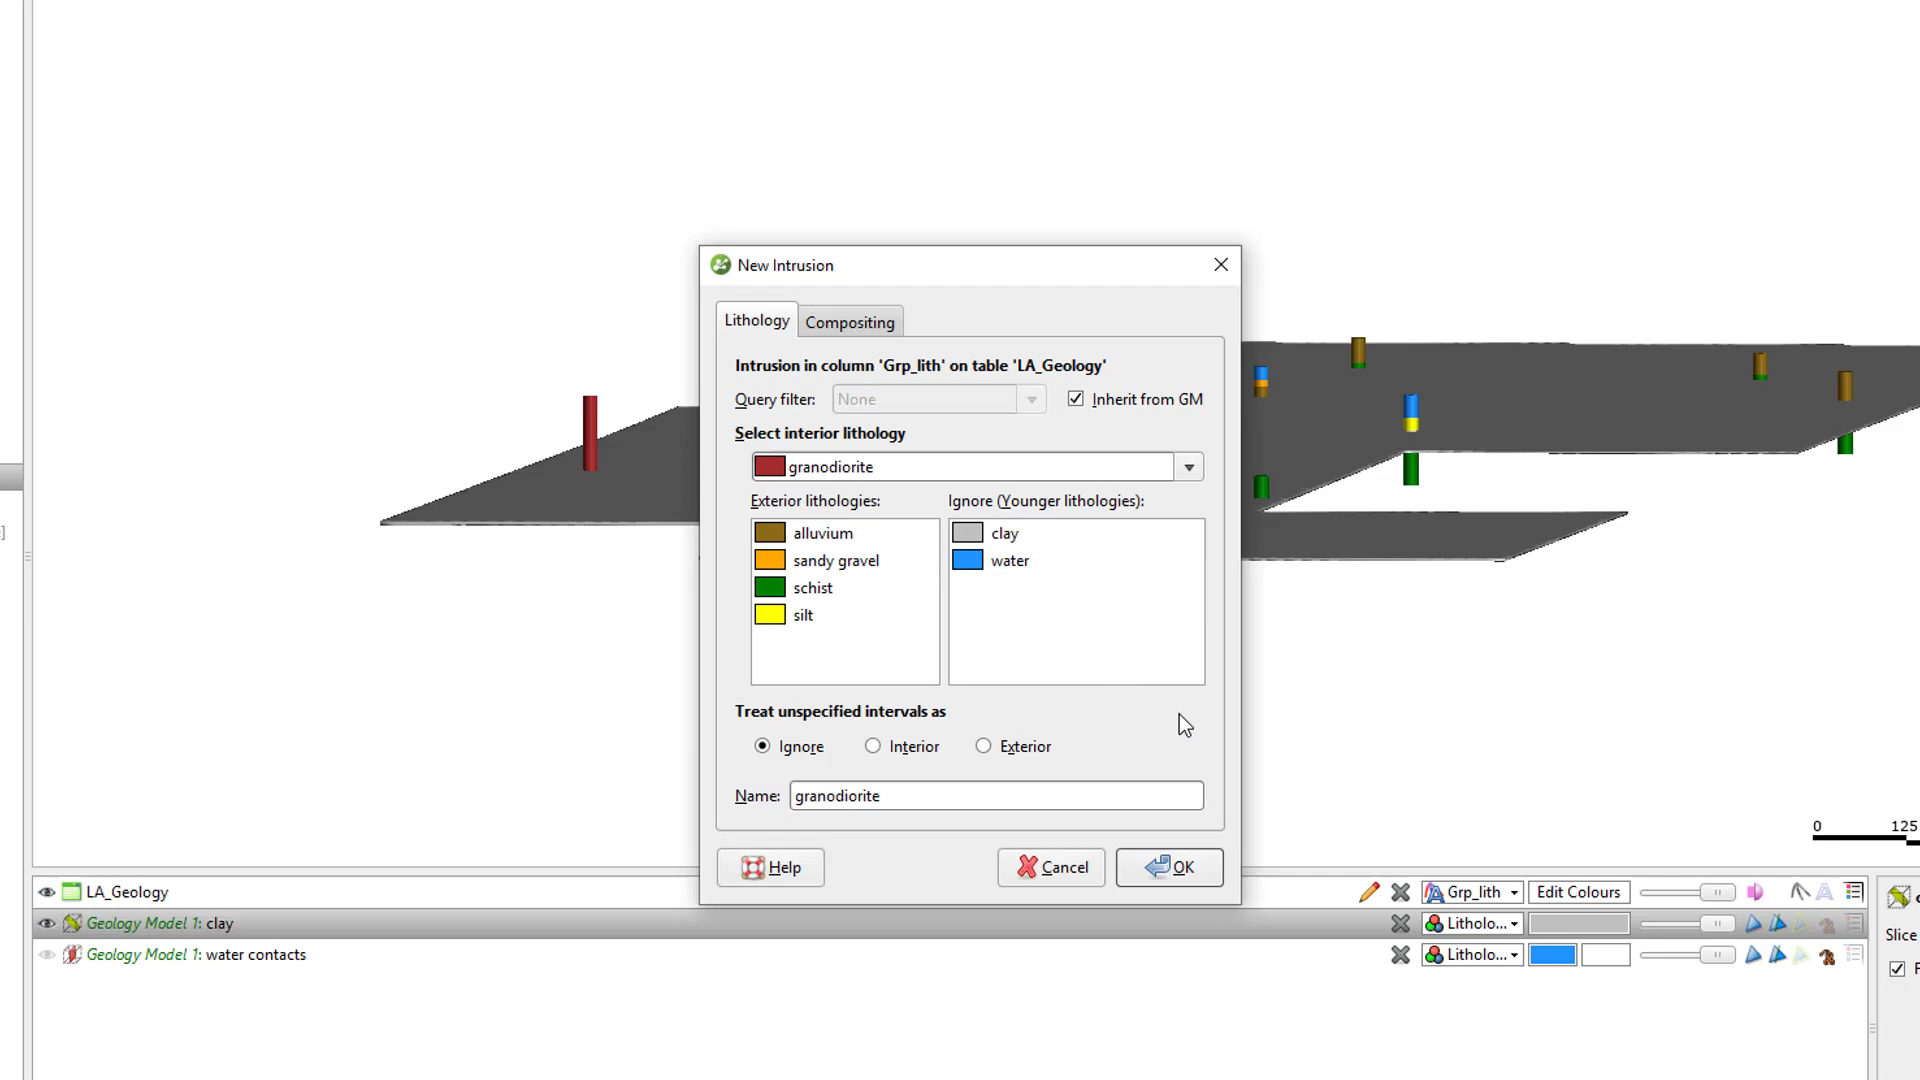 New Intrusion
Lithology
Compositing
Intrusion in column 'Grp_lith' on table 'LA_Geology'
Query filter: None Inherit from GM
Select interior lithology
granodiorite
Exterior lithologies: Ignore (Younger lithologies):
alluvium clay
sandy gravel water
schist
silt
Treat unspecified intervals as
Ignore Interior Exterior
Name: granodiorite
Help Cancel OK
0 125
LA_Geology Grp_lith Edit Colours
Geology Model 1: clay Litholo...
Slice
Geology Model 1: water contacts Litholo...